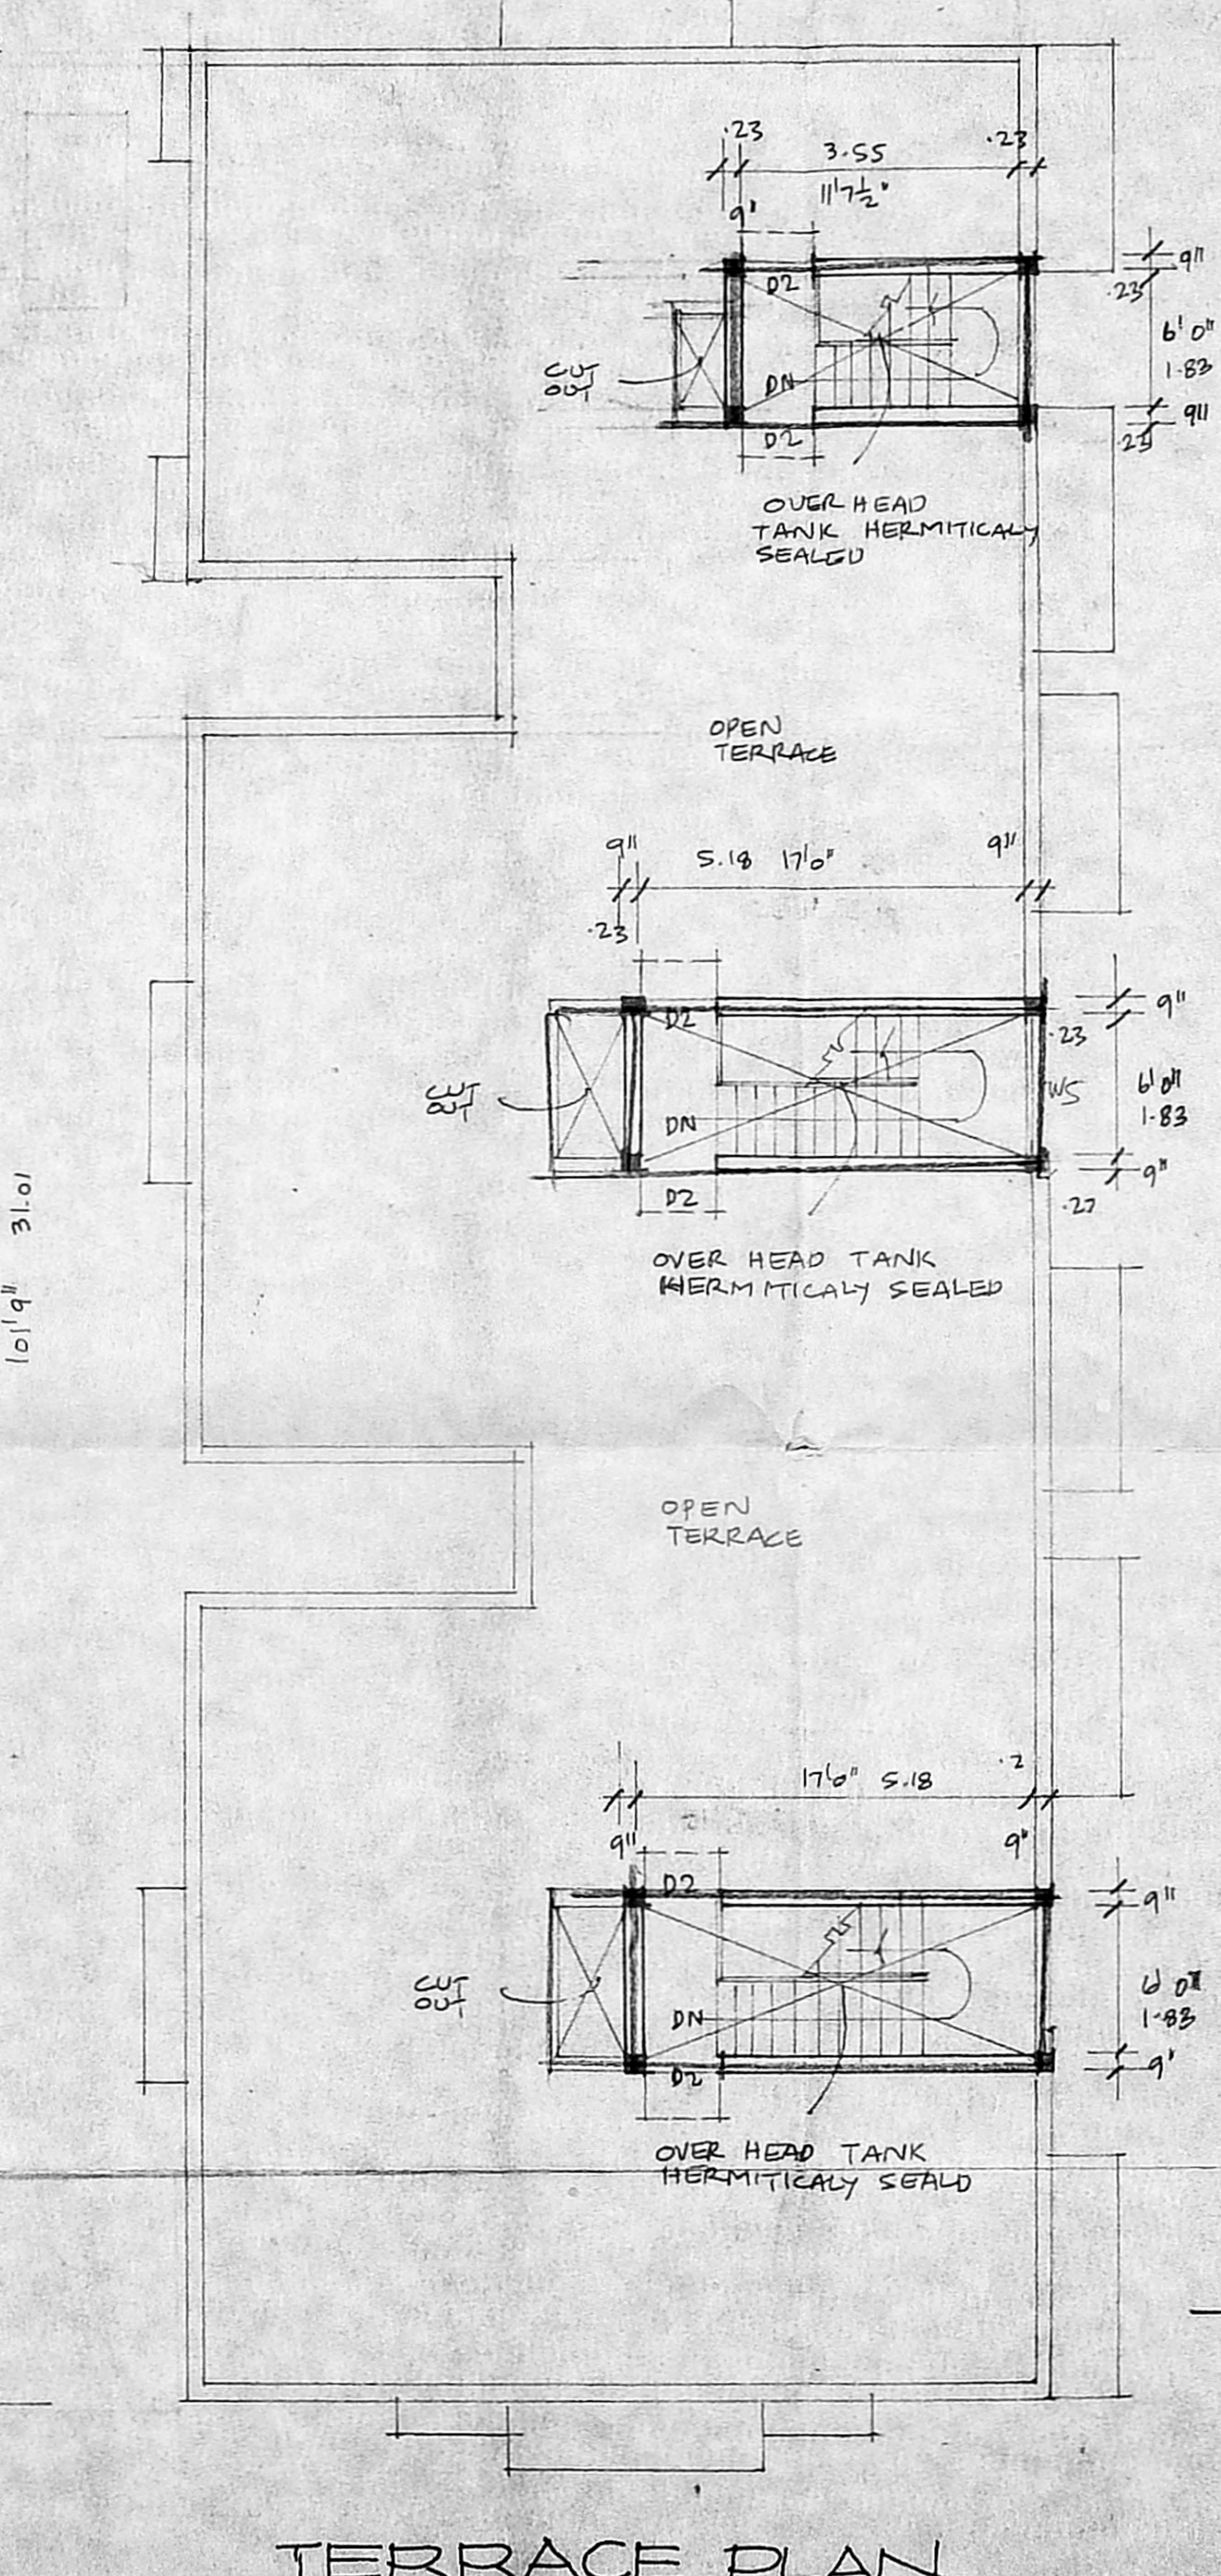 .23
.23
3.55
11'7½"
9"
9"
D2
.23
6'0"
1.83
CUT
OUT
DN
9"
D2
.23
OVER HEAD
TANK HERMITICALY
SEALED
OPEN
TERRACE
9"
5.18 17'0"
9"
.23
9"
D2
.23
CUT
OUT
W5
6'0"
1.83
DN
9"
D2
.27
31.01
101'9"
OVER HEAD TANK
HERMITICALY SEALED
OPEN
TERRACE
.2
17'0" 5.18
9"
9"
D2
9"
CUT
OUT
6'0"
1.83
DN
9'
D2
OVER HEAD TANK
HERMITICALY SEALD
TERRACE PLAN